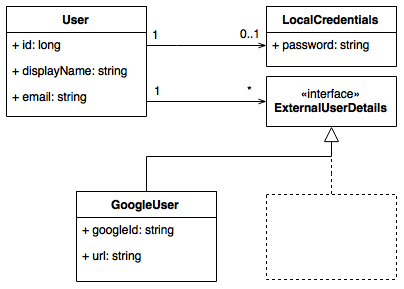 User
+ id: long
+ displayName: string
+ email: string
1
0..1
LocalCredentials
+ password: string
1
*
«interface»
ExternalUserDetails
GoogleUser
+ googleId: string
+ url: string